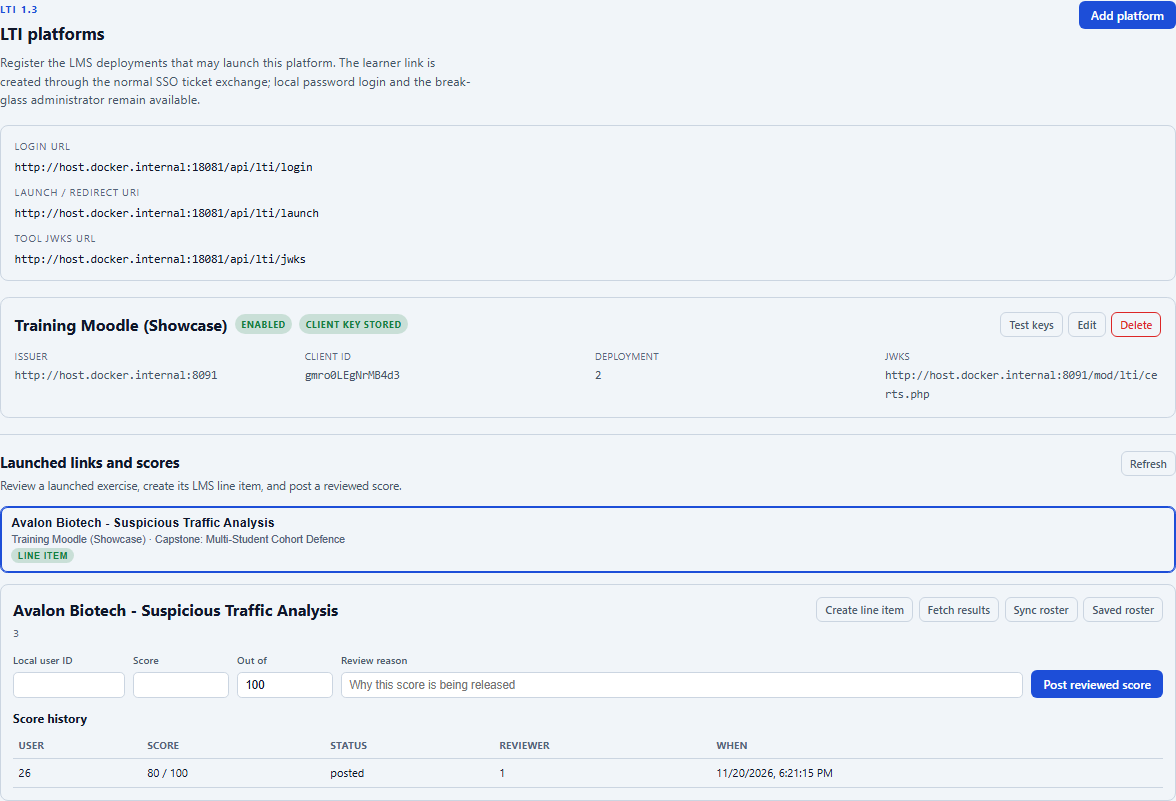 LTI 1.3
Add platform
LTI platforms
Register the LMS deployments that may launch this platform. The learner link is
created through the normal SSO ticket exchange; local password login and the break-
glass administrator remain available.
LOGIN URL
http://host.docker.internal:18081/api/lti/login
LAUNCH / REDIRECT URI
http://host.docker.internal:18081/api/lti/launch
TOOL JWKS URL
http://host.docker.internal:18081/api/lti/jwks
Training Moodle (Showcase) ENABLED CLIENT KEY STORED Test keys Edit Delete
ISSUER CLIENT ID DEPLOYMENT JWKS
http://host.docker.internal:8091 gmro0LEgNrMB4d3 2 http://host.docker.internal:8091/mod/lti/ce
rts.php
Launched links and scores
Refresh
Review a launched exercise, create its LMS line item, and post a reviewed score.
Avalon Biotech - Suspicious Traffic Analysis
Training Moodle (Showcase) · Capstone: Multi-Student Cohort Defence
LINE ITEM
Avalon Biotech - Suspicious Traffic Analysis Create line item Fetch results Sync roster Saved roster
3
Local user ID Score Out of Review reason
100 Why this score is being released Post reviewed score
Score history
USER SCORE STATUS REVIEWER WHEN
26 80 / 100 posted 1 11/20/2026, 6:21:15 PM